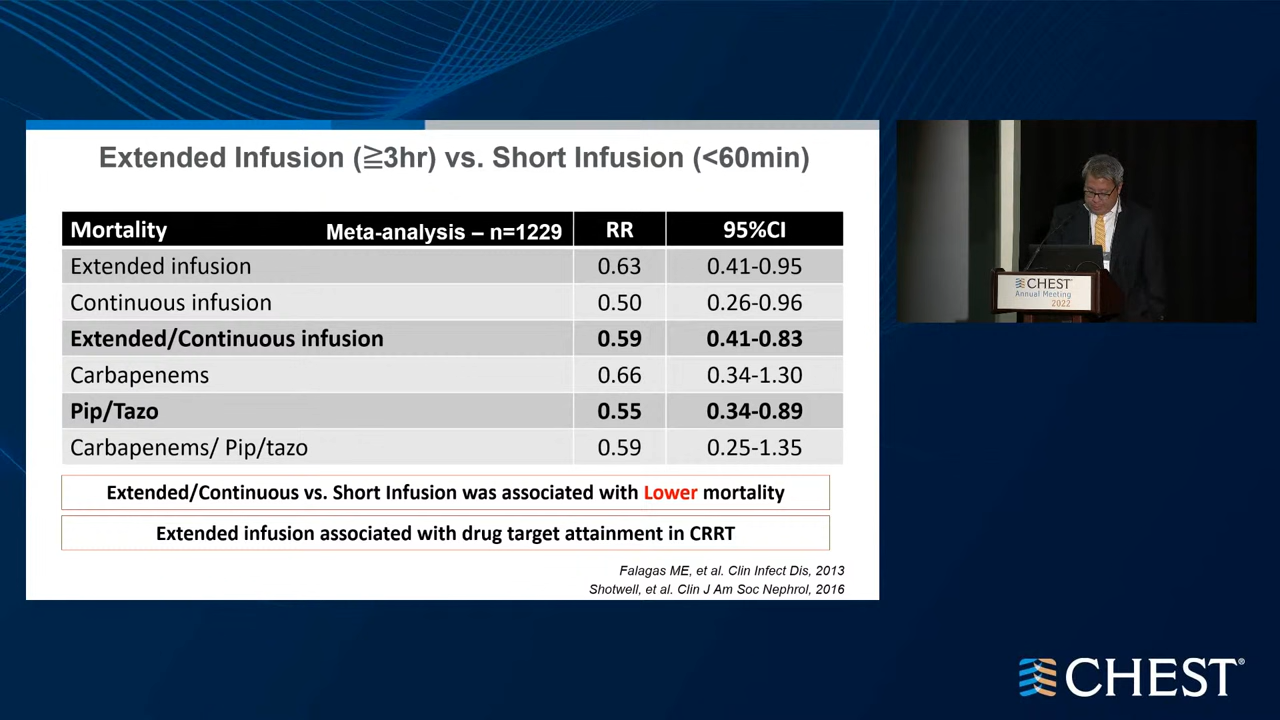 Extended Infusion (≧3hr) vs. Short Infusion (<60min)
Mortality Meta-analysis – n=1229 RR 95%CI
Extended infusion 0.63 0.41-0.95
Continuous infusion 0.50 0.26-0.96
Extended/Continuous infusion 0.59 0.41-0.83
Carbapenems 0.66 0.34-1.30
Pip/Tazo 0.55 0.34-0.89
Carbapenems/ Pip/tazo 0.59 0.25-1.35
Extended/Continuous vs. Short Infusion was associated with Lower mortality
Extended infusion associated with drug target attainment in CRRT
Falagas ME, et al. Clin Infect Dis, 2013
Shotwell, et al. Clin J Am Soc Nephrol, 2016
CHEST
Annual Meeting
2022
CHEST®